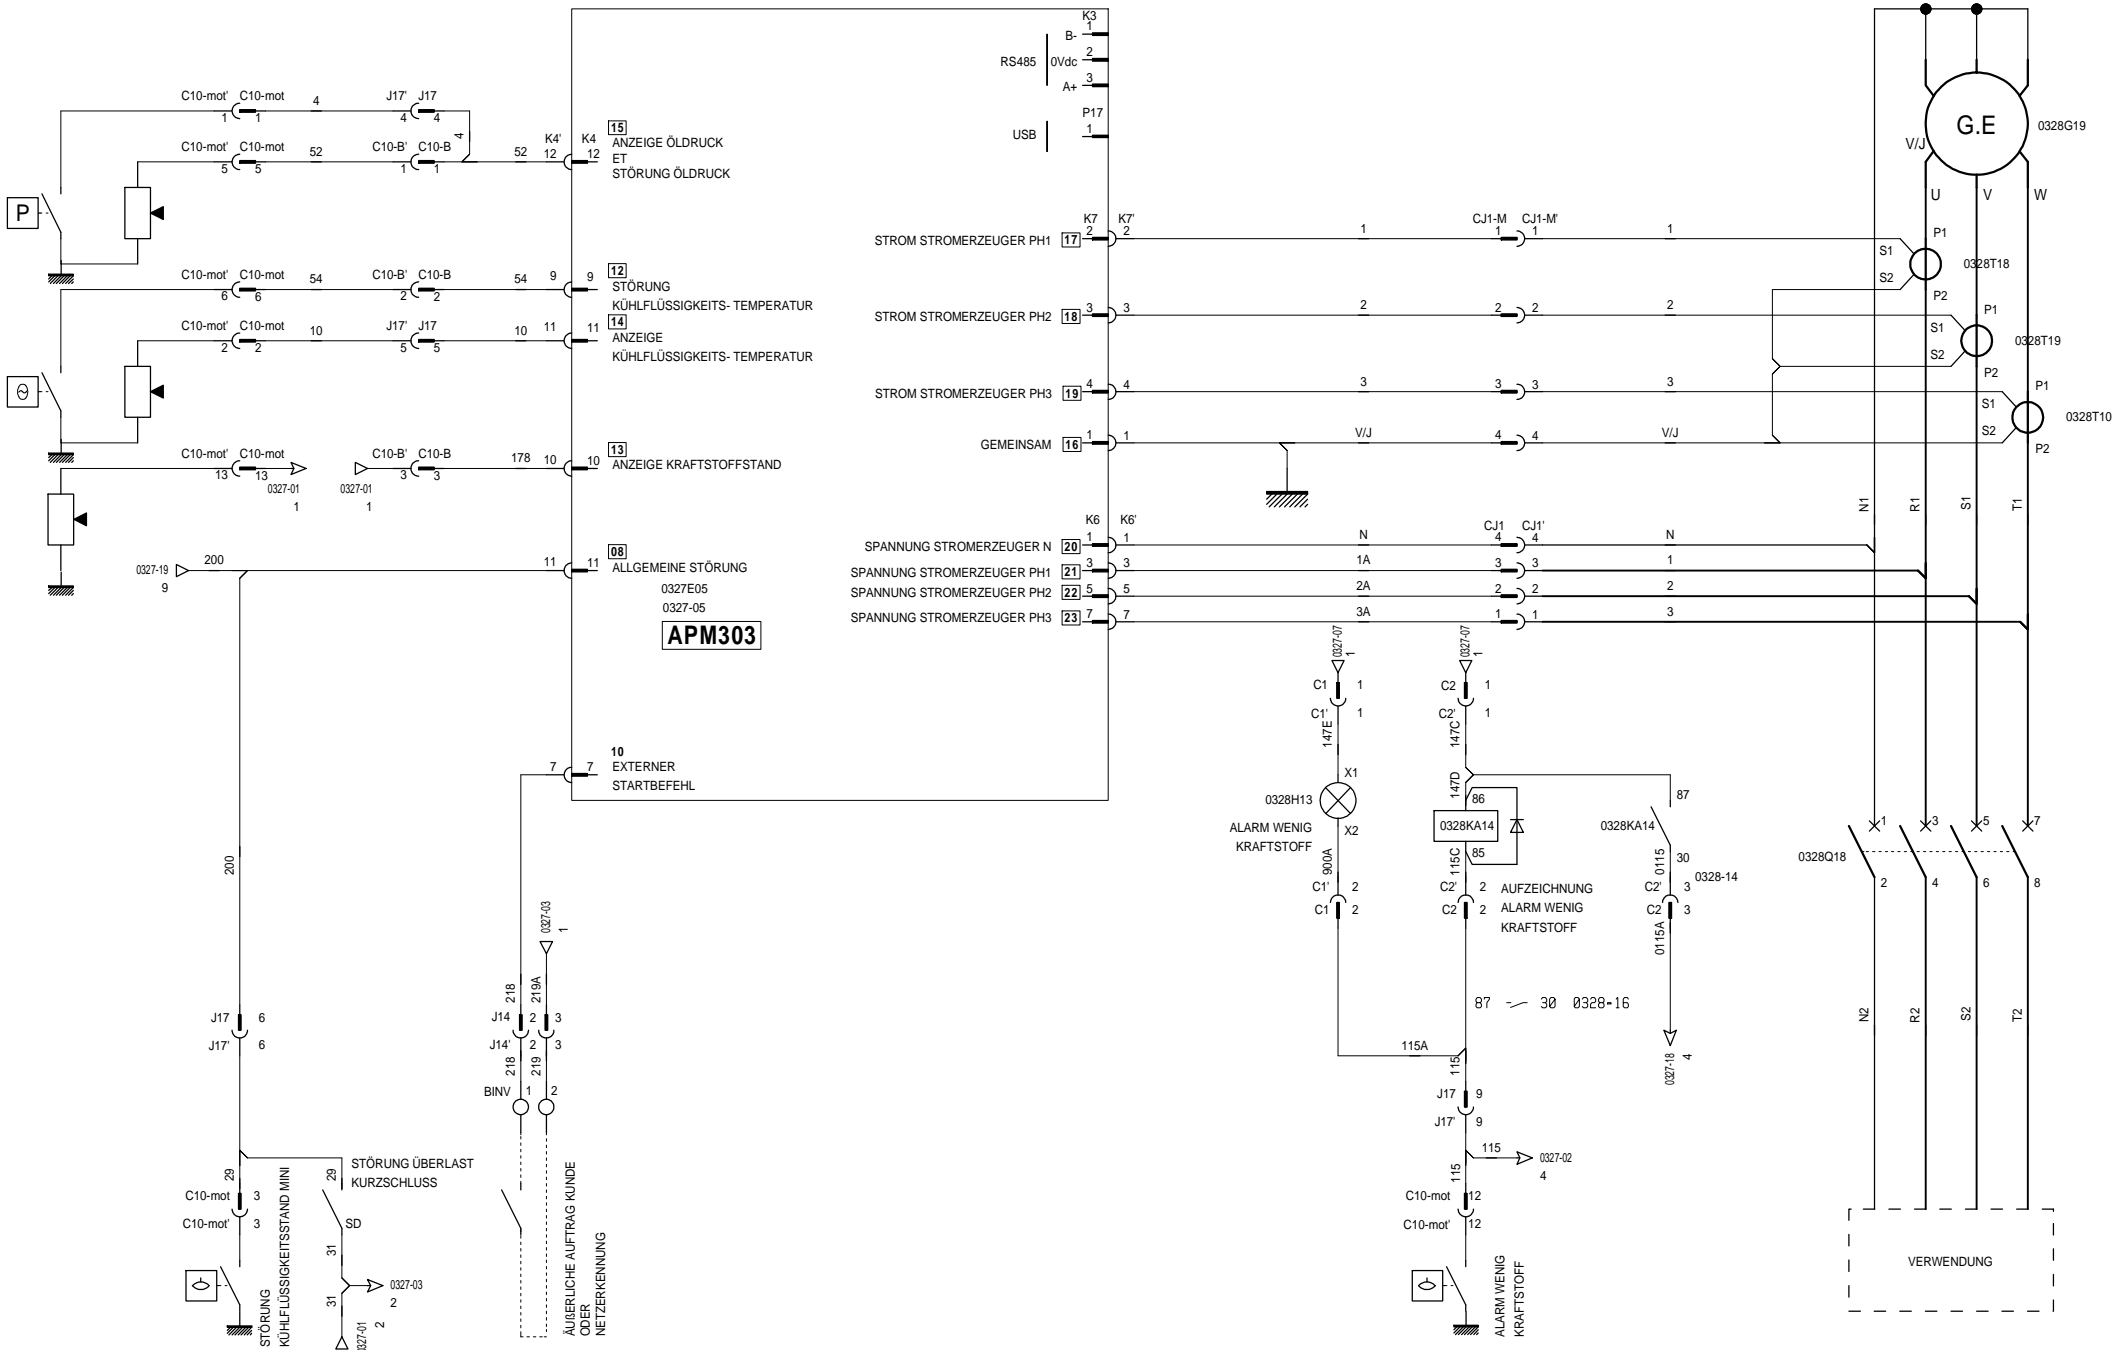 K3
1
B-
2
RS485
0Vdc
3
A+
P17
1
USB
C10-mot' C10-mot
4
J17' J17
1 1
4 4
4
C10-mot' C10-mot
52
C10-B' C10-B
52
K4' K4
12 12
5 5
1 1
15
ANZEIGE ÖLDRUCK
ET
STÖRUNG ÖLDRUCK
P
C10-mot' C10-mot
54
C10-B' C10-B
54
9 9
6 6
2 2
12
STÖRUNG
KÜHLFLÜSSIGKEITS- TEMPERATUR
C10-mot' C10-mot
10
J17' J17
10
11 11
2 2
5 5
14
ANZEIGE
KÜHLFLÜSSIGKEITS- TEMPERATUR
Θ
C10-mot' C10-mot
13 13
0327-01
1
0327-01
1
C10-B' C10-B
3 3
178
10 10
13
ANZEIGE KRAFTSTOFFSTAND
0327-19
9
200
11 11
08
ALLGEMEINE STÖRUNG
0327E05
0327-05
APM303
10
EXTERNER
STARTBEFEHL
7 7
K7 K7'
STROM STROMERZEUGER PH1 17
2 2
1
CJ1-M CJ1-M'
1 1
1
STROM STROMERZEUGER PH2 18
3 3
2
2 2
2
STROM STROMERZEUGER PH3 19
4 4
3
3 3
3
GEMEINSAM 16
1 1
V/J
4 4
V/J
K6 K6'
SPANNUNG STROMERZEUGER N 20
1 1
N
CJ1 CJ1'
4 4
N
SPANNUNG STROMERZEUGER PH1 21
3 3
1A
3 3
1
SPANNUNG STROMERZEUGER PH2 22
5 5
2A
2 2
2
SPANNUNG STROMERZEUGER PH3 23
7 7
3A
1 1
3
G.E
0328G19
V/J
U
V
W
P1
S1
0328T18
S2
P2
P1
S1
0328T19
S2
P2
P1
S1
0328T10
S2
P2
N1
R1
S1
T1
0327-07
1
C1 1
C1' 1
147E
X1
0328H13
X2
ALARM WENIG
KRAFTSTOFF
900A
C1' 2
C1 2
0327-07
1
C2 1
C2' 1
147C
147D
86
0328KA14
85
115C
C2' 2
C2 2
AUFZEICHNUNG
ALARM WENIG
KRAFTSTOFF
87
0328KA14
30
0115
0328-14
C2' 3
C2 3
0115A
0327-18
4
87 30 0328-16
115A
115
J17 9
J17' 9
115
0327-02
4
115
C10-mot 12
C10-mot' 12
ALARM WENIG
KRAFTSTOFF
0328Q18
1
3
5
7
2
4
6
8
N2
R2
S2
T2
VERWENDUNG
200
J17 6
J17' 6
29
C10-mot 3
C10-mot' 3
STÖRUNG
KÜHLFLÜSSIGKEITSSTAND MINI
29
STÖRUNG ÜBERLAST
KURZSCHLUSS
SD
31
0327-03
2
31
0327-01
2
0327-03
1
218
219A
J14 2 3
J14' 2 3
218
219
BINV 1 2
ÄUßERLICHE AUFTRAG KUNDE
ODER
NETZERKENNUNG